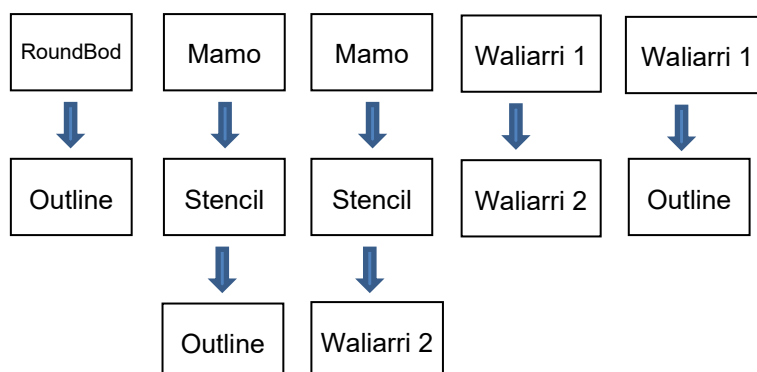 RoundBod
Mamo
Mamo
Waliarri 1
Waliarri 1
Outline
Stencil
Stencil
Waliarri 2
Outline
Outline
Waliarri 2